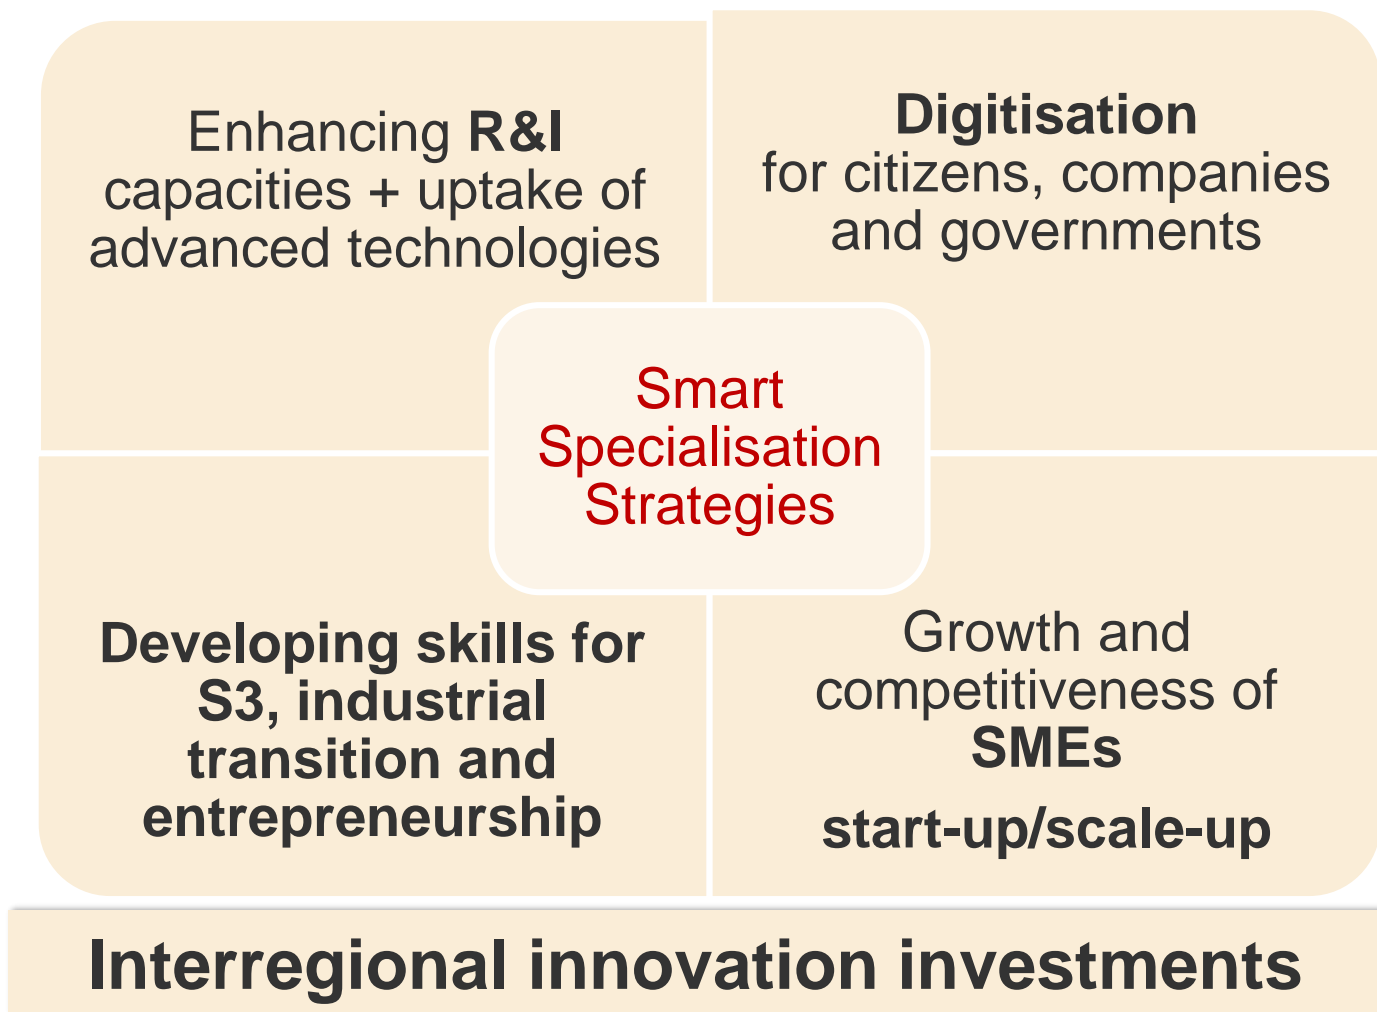 Enhancing R&I
capacities + uptake of
advanced technologies
Digitisation
for citizens, companies
and governments
Smart
Specialisation
Strategies
Developing skills for
S3, industrial
transition and
entrepreneurship
Growth and
competitiveness of
SMEs
start-up/scale-up
Interregional innovation investments